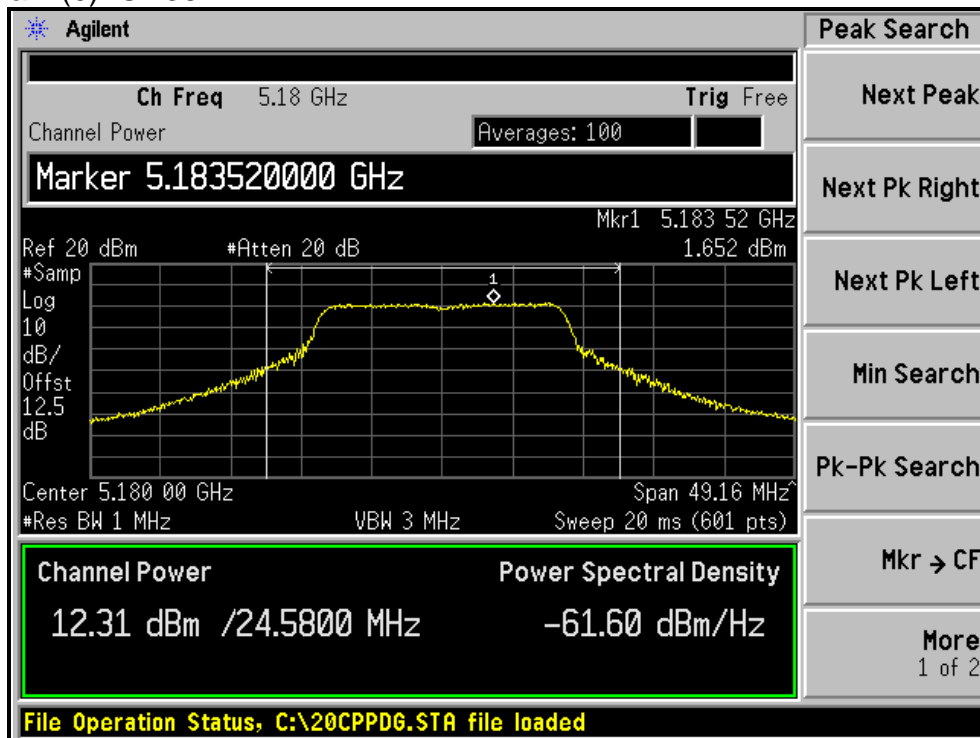 Agilent
Peak Search
Ch Freq 5.18 GHz Trig Free
Channel Power Averages: 100
Marker 5.183520000 GHz
Mkr1 5.183 52 GHz
Ref 20 dBm #Atten 20 dB 1.652 dBm
#Samp
Log
10
dB/
Offst
12.5
dB
1
Center 5.180 00 GHz Span 49.16 MHz^
#Res BW 1 MHz VBW 3 MHz Sweep 20 ms (601 pts)
Channel Power Power Spectral Density
12.31 dBm /24.5800 MHz -61.60 dBm/Hz
File Operation Status, C:\20CPPDG.STA file loaded
Next Peak
Next Pk Right
Next Pk Left
Min Search
Pk-Pk Search
Mkr → CF
More
1 of 2